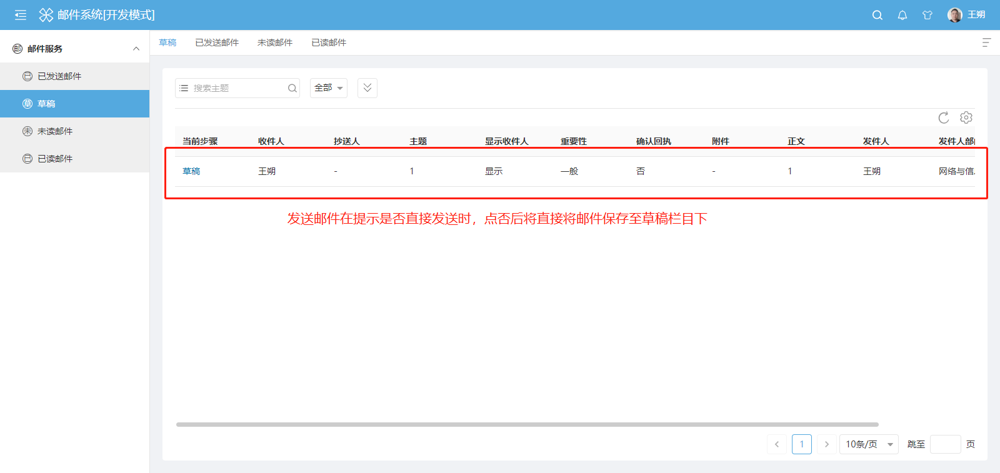 邮件系统[开发模式]
王朔
邮 邮件服务
已 已发送邮件
草 草稿
未 未读邮件
已 已读邮件
草稿 已发送邮件 未读邮件 已读邮件
搜索主题 全部
当前步骤 收件人 抄送人 主题 显示收件人 重要性 确认回执 附件 正文 发件人 发件人部
草稿 王朔 - 1 显示 一般 否 - 1 王朔 网络与信
发送邮件在提示是否直接发送时，点否后将直接将邮件保存至草稿栏目下
1 10条/页 跳至 页